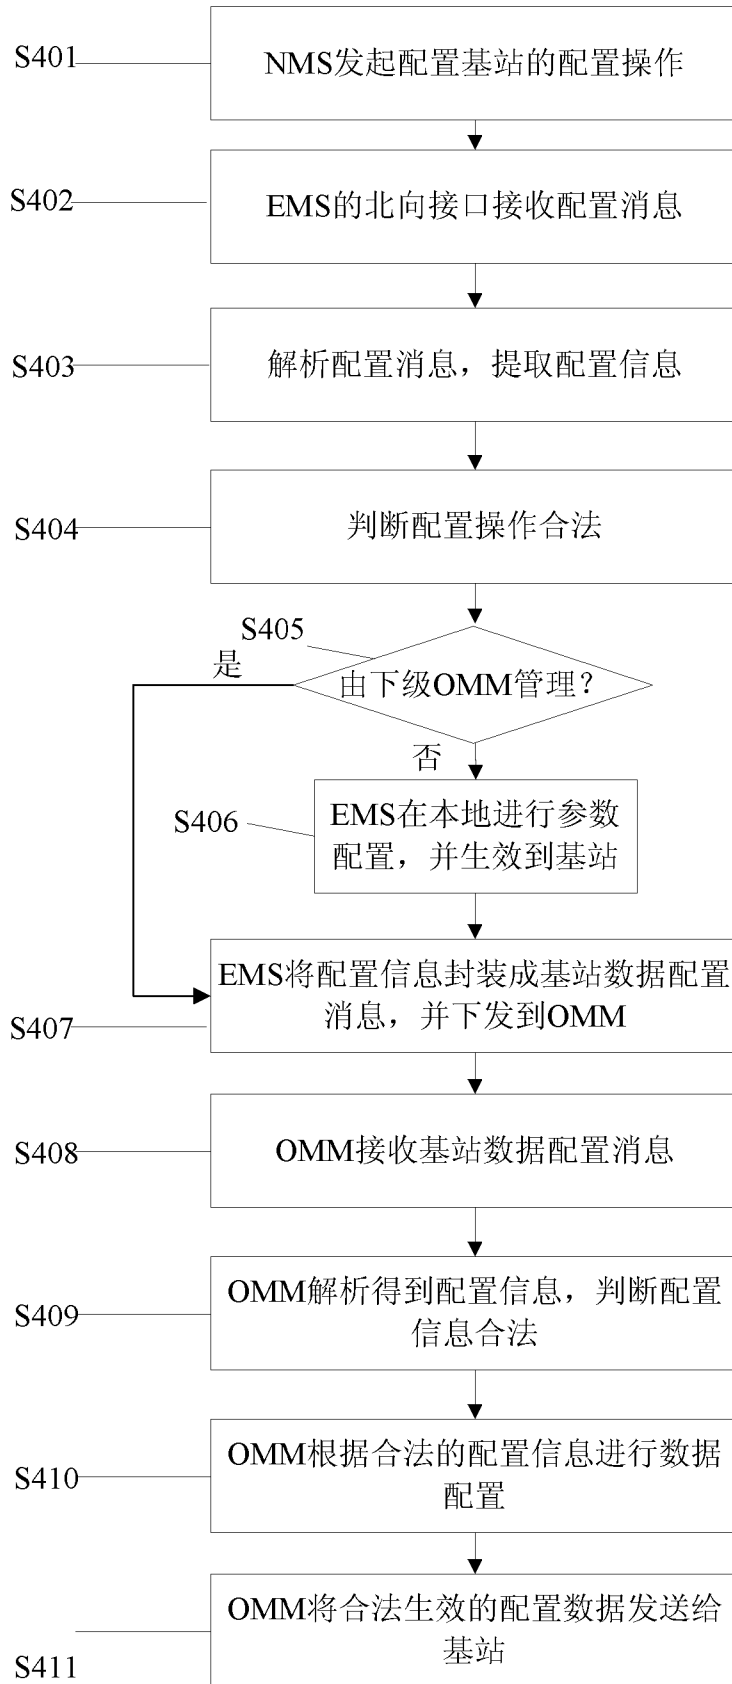 S401
NMS发起配置基站的配置操作
S402
EMS的北向接口接收配置消息
S403
解析配置消息，提取配置信息
S404
判断配置操作合法
S405
是
由下级OMM管理？
否
S406
EMS在本地进行参数
配置，并生效到基站
EMS将配置信息封装成基站数据配置
消息，并下发到OMM
S407
S408
OMM接收基站数据配置消息
S409
OMM解析得到配置信息，判断配置
信息合法
S410
OMM根据合法的配置信息进行数据
配置
OMM将合法生效的配置数据发送给
基站
S411